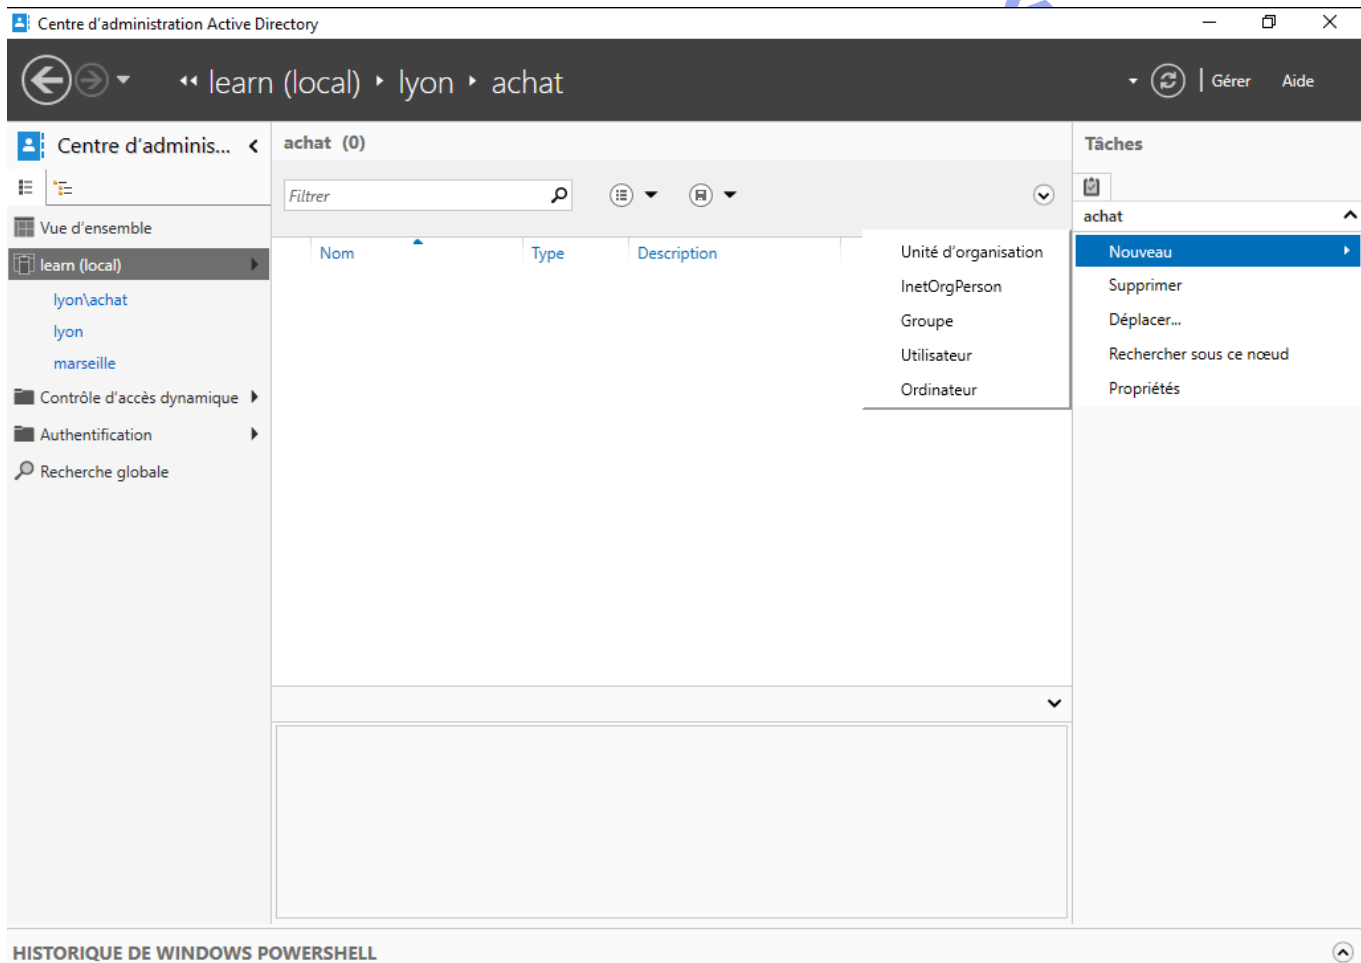 Centre d'administration Active Directory
learn (local) lyon achat
Gérer Aide
Centre d'adminis...
Vue d'ensemble
learn (local)
lyon\achat
lyon
marseille
Contrôle d'accès dynamique
Authentification
Recherche globale
achat (0)
Filtrer
Nom Type Description
Unité d'organisation
InetOrgPerson
Groupe
Utilisateur
Ordinateur
Tâches
achat
Nouveau
Supprimer
Déplacer...
Rechercher sous ce nœud
Propriétés
HISTORIQUE DE WINDOWS POWERSHELL